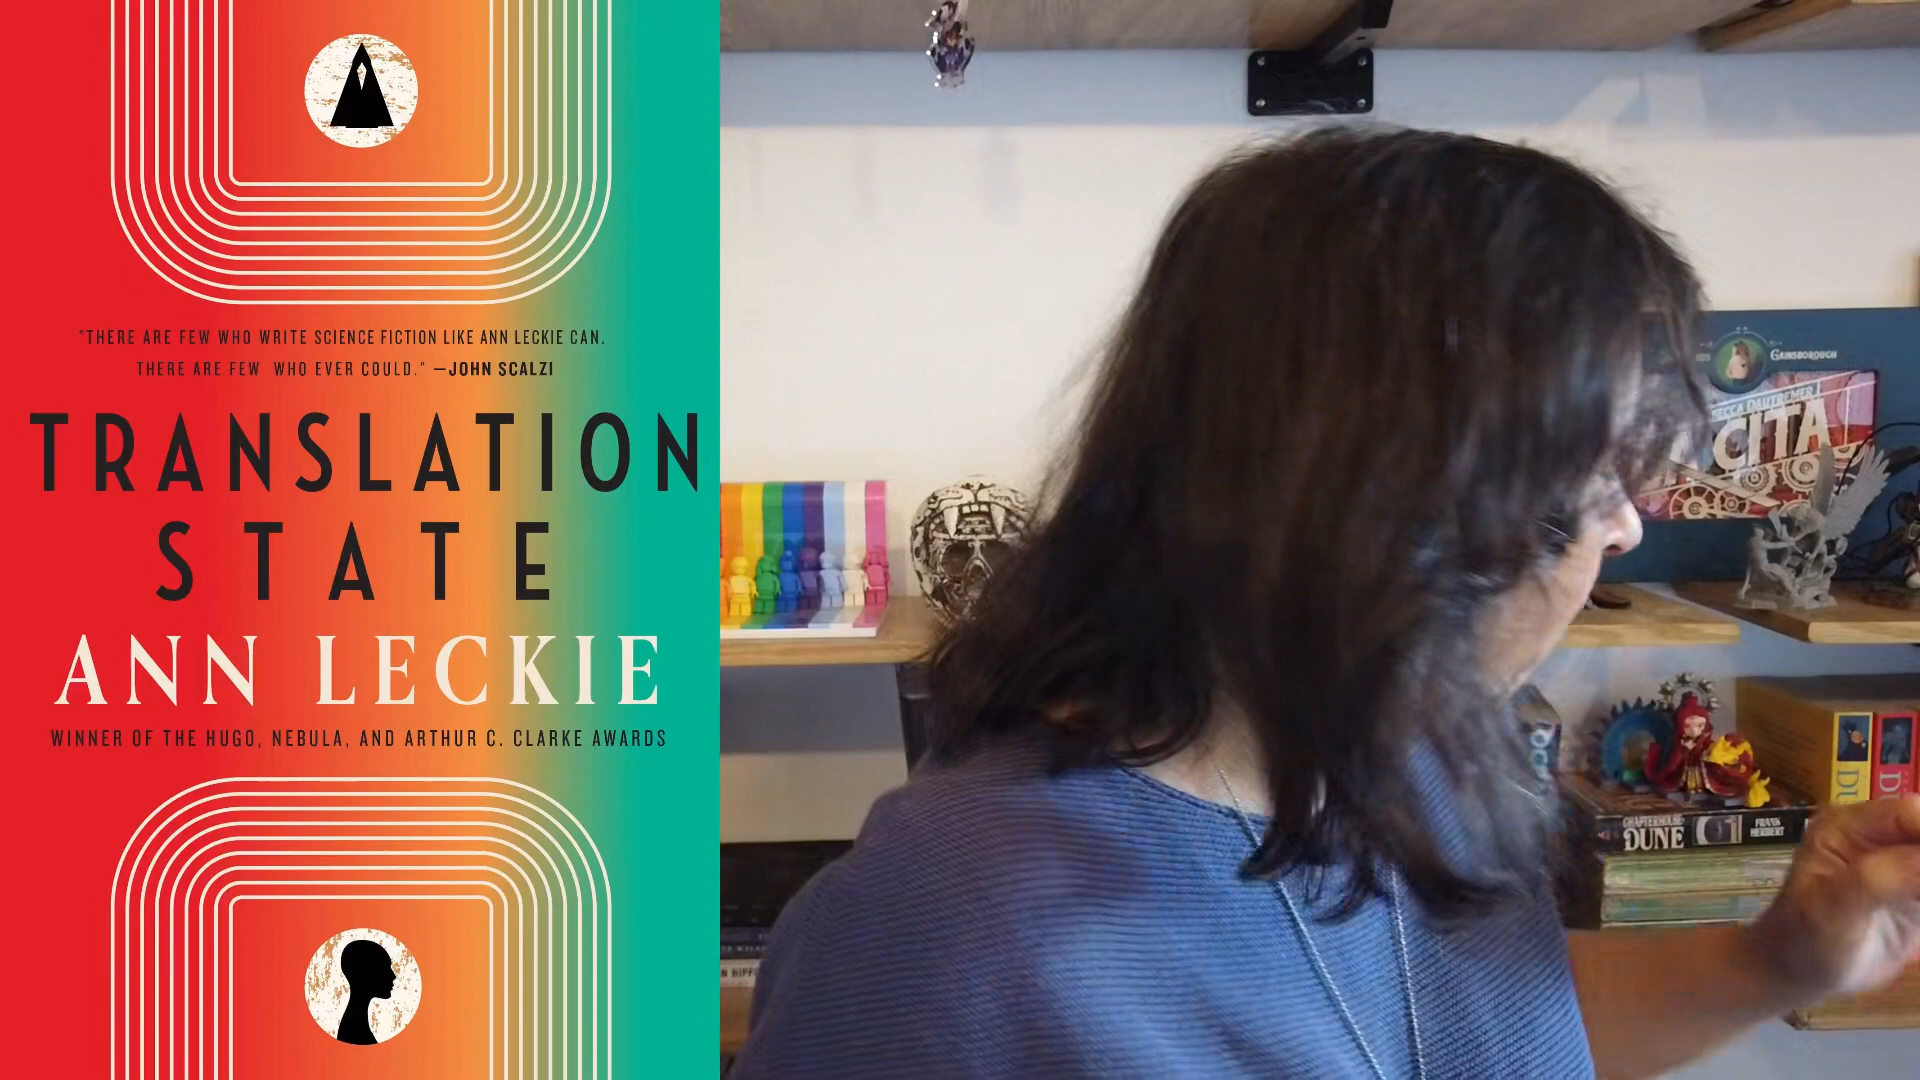 "THERE ARE FEW WHO WRITE SCIENCE FICTION LIKE ANN LECKIE CAN.
THERE ARE FEW WHO EVER COULD." —JOHN SCALZI
TRANSLATION
STATE
ANN LECKIE
WINNER OF THE HUGO, NEBULA, AND ARTHUR C. CLARKE AWARDS
GAINSBOROUGH
DAUTREMER
CITA
CHAPTERHOUSE
DUNE
FRANK
HERBERT